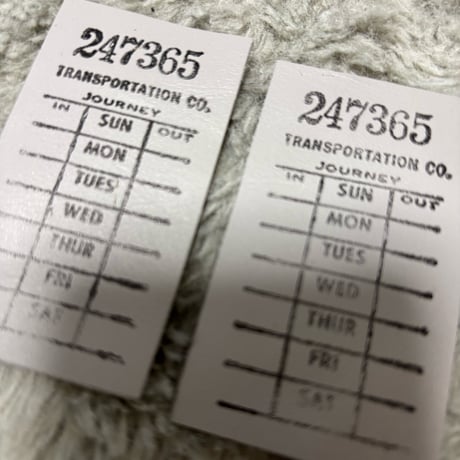 247365
TRANSPORTATION CO.
JOURNEY
IN SUN OUT
MON
TUES
WED
THUR
FRI
SAT
247365
TRANSPORTATION CO.
JOURNEY
IN SUN OUT
MON
TUES
WED
THUR
FRI
SAT